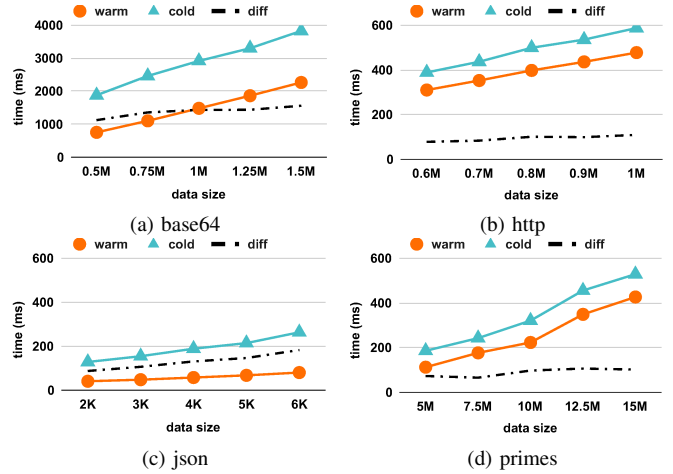 warm cold diff
4000
3000
2000
1000
0
time (ms)
0.5M 0.75M 1M 1.25M 1.5M
data size
(a) base64
warm cold diff
600
400
200
0
time (ms)
0.6M 0.7M 0.8M 0.9M 1M
data size
(b) http
warm cold diff
600
400
200
0
time (ms)
2K 3K 4K 5K 6K
data size
(c) json
warm cold diff
600
400
200
0
time (ms)
5M 7.5M 10M 12.5M 15M
data size
(d) primes